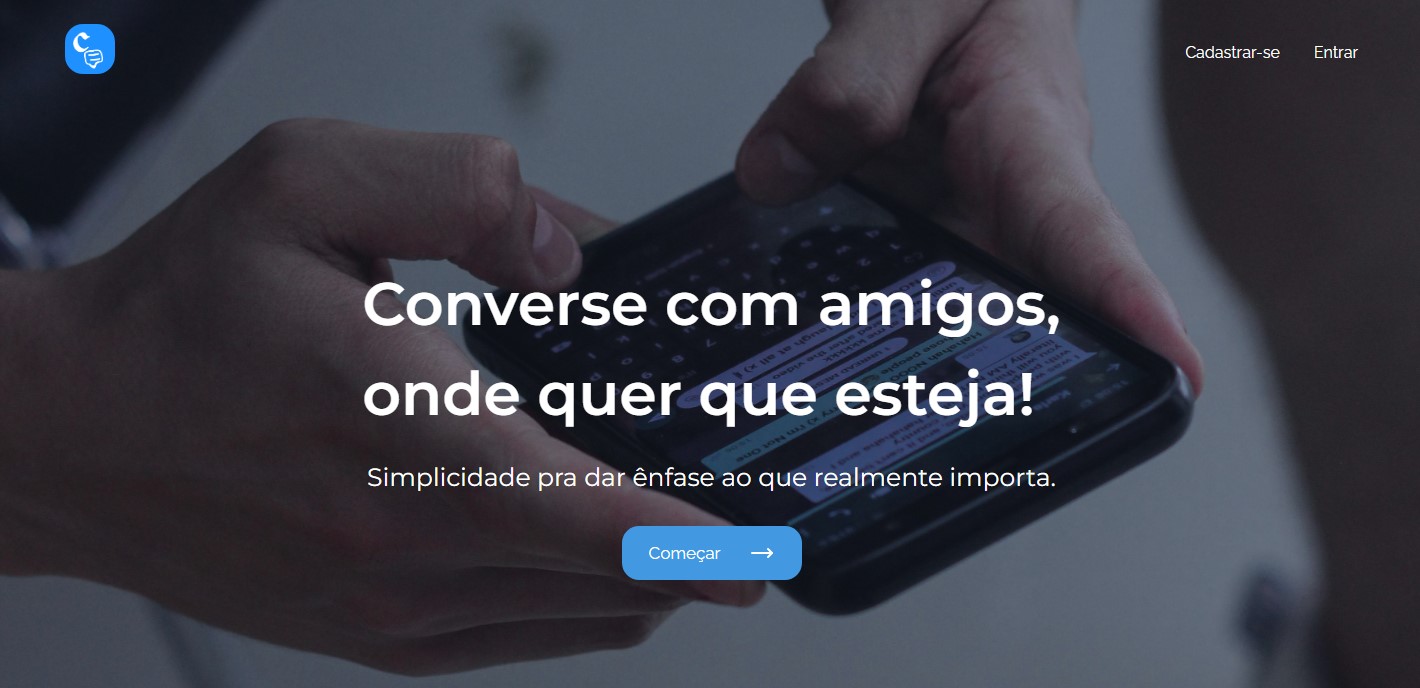 Cadastrar-se
Entrar
Converse com amigos,
onde quer que esteja!
Simplicidade pra dar ênfase ao que realmente importa.
Começar